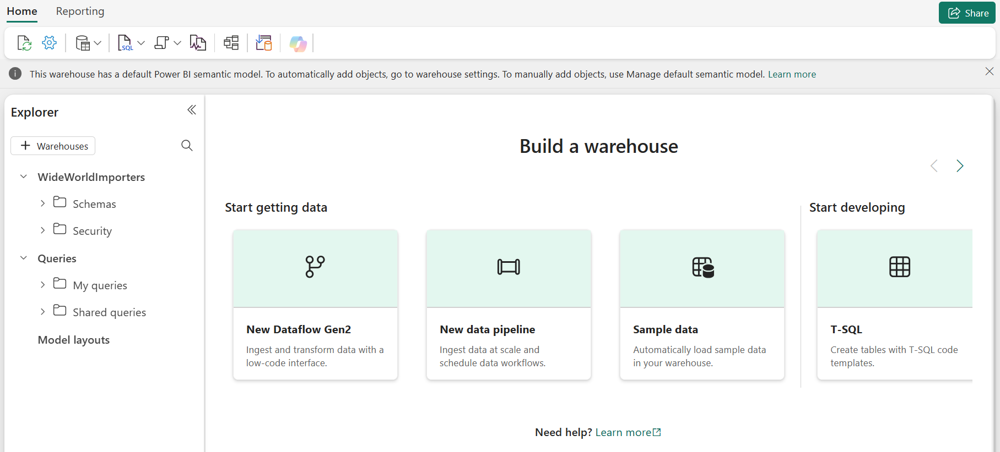 Home
Reporting
Share
SQL
This warehouse has a default Power BI semantic model. To automatically add objects, go to warehouse settings. To manually add objects, use Manage default semantic model. Learn more
Explorer
Warehouses
WideWorldImporters
Schemas
Security
Queries
My queries
Shared queries
Model layouts
Build a warehouse
Start getting data
New Dataflow Gen2
Ingest and transform data with a
low-code interface.
New data pipeline
Ingest data at scale and
schedule data workflows.
Sample data
Automatically load sample data
in your warehouse.
Start developing
T-SQL
Create tables with T-SQL code
templates.
Need help? Learn more